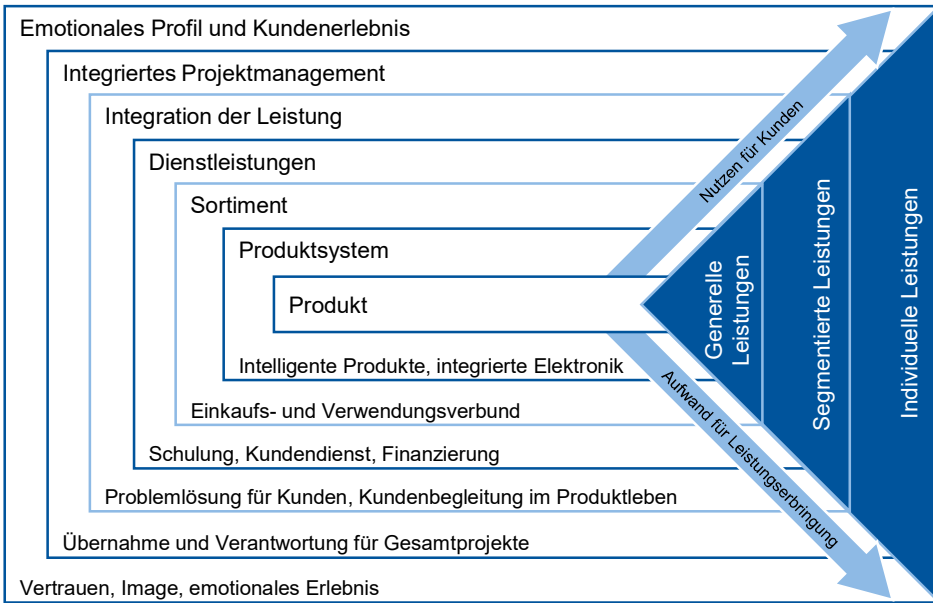 Emotionales Profil und Kundenerlebnis
Integriertes Projektmanagement
Integration der Leistung
Dienstleistungen
Sortiment
Produktsystem
Produkt
Intelligente Produkte, integrierte Elektronik
Einkaufs- und Verwendungsverbund
Schulung, Kundendienst, Finanzierung
Problemlösung für Kunden, Kundenbegleitung im Produktleben
Übernahme und Verantwortung für Gesamtprojekte
Vertrauen, Image, emotionales Erlebnis
Nutzen für Kunden
Aufwand für Leistungserbringung
Generelle
Leistungen
Segmentierte Leistungen
Individuelle Leistungen